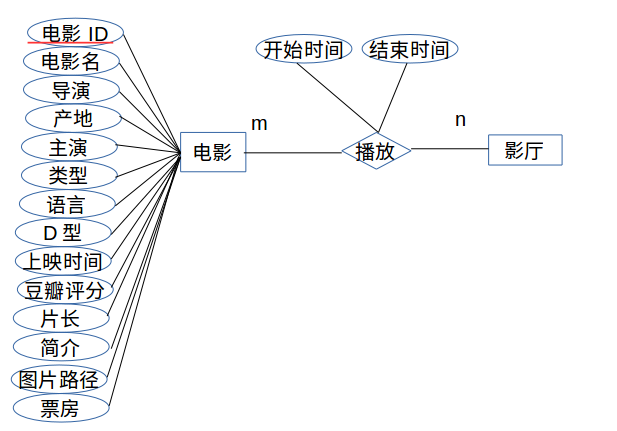 电影 ID
电影名
导演
产地
主演
类型
语言
D 型
上映时间
豆瓣评分
片长
简介
图片路径
票房
电影
m
开始时间
结束时间
播放
n
影厅